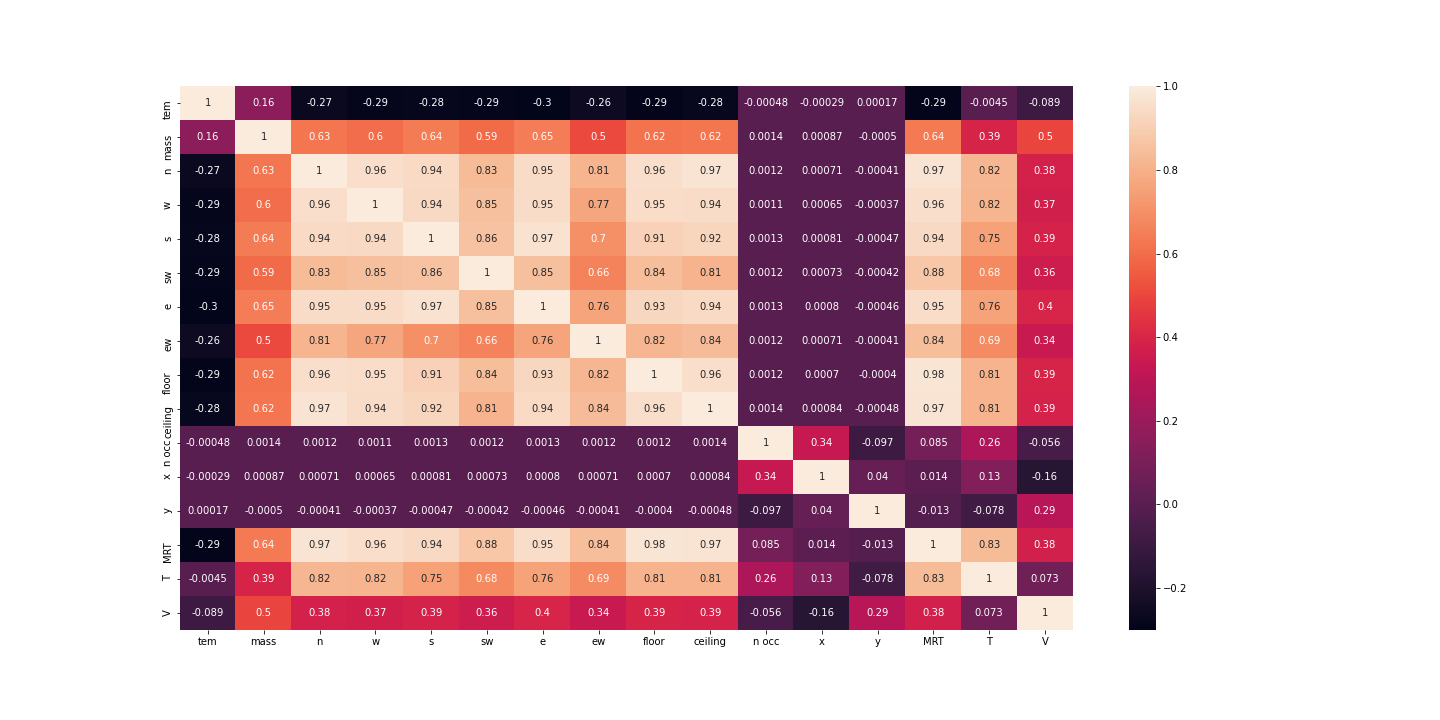 tem 1 0.16 -0.27 -0.29 -0.28 -0.29 -0.3 -0.26 -0.29 -0.28 -0.00048 -0.00029 0.00017 -0.29 -0.0045 -0.089
mass 0.16 1 0.63 0.6 0.64 0.59 0.65 0.5 0.62 0.62 0.0014 0.00087 -0.0005 0.64 0.39 0.5
n -0.27 0.63 1 0.96 0.94 0.83 0.95 0.81 0.96 0.97 0.0012 0.00071 -0.00041 0.97 0.82 0.38
w -0.29 0.6 0.96 1 0.94 0.85 0.95 0.77 0.95 0.94 0.0011 0.00065 -0.00037 0.96 0.82 0.37
s -0.28 0.64 0.94 0.94 1 0.86 0.97 0.7 0.91 0.92 0.0013 0.00081 -0.00047 0.94 0.75 0.39
sw -0.29 0.59 0.83 0.85 0.86 1 0.85 0.66 0.84 0.81 0.0012 0.00073 -0.00042 0.88 0.68 0.36
e -0.3 0.65 0.95 0.95 0.97 0.85 1 0.76 0.93 0.94 0.0013 0.0008 -0.00046 0.95 0.76 0.4
ew -0.26 0.5 0.81 0.77 0.7 0.66 0.76 1 0.82 0.84 0.0012 0.00071 -0.00041 0.84 0.69 0.34
floor -0.29 0.62 0.96 0.95 0.91 0.84 0.93 0.82 1 0.96 0.0012 0.0007 -0.0004 0.98 0.81 0.39
ceiling -0.28 0.62 0.97 0.94 0.92 0.81 0.94 0.84 0.96 1 0.0014 0.00084 -0.00048 0.97 0.81 0.39
n occ -0.00048 0.0014 0.0012 0.0011 0.0013 0.0012 0.0013 0.0012 0.0012 0.0014 1 0.34 -0.097 0.085 0.26 -0.056
x -0.00029 0.00087 0.00071 0.00065 0.00081 0.00073 0.0008 0.00071 0.0007 0.00084 0.34 1 0.04 0.014 0.13 -0.16
y 0.00017 -0.0005 -0.00041 -0.00037 -0.00047 -0.00042 -0.00046 -0.00041 -0.0004 -0.00048 -0.097 0.04 1 -0.013 -0.078 0.29
MRT -0.29 0.64 0.97 0.96 0.94 0.88 0.95 0.84 0.98 0.97 0.085 0.014 -0.013 1 0.83 0.38
T -0.0045 0.39 0.82 0.82 0.75 0.68 0.76 0.69 0.81 0.81 0.26 0.13 -0.078 0.83 1 0.073
V -0.089 0.5 0.38 0.37 0.39 0.36 0.4 0.34 0.39 0.39 -0.056 -0.16 0.29 0.38 0.073 1
tem mass n w s sw e ew floor ceiling n occ x y MRT T V
1.0
0.8
0.6
0.4
0.2
0.0
−0.2